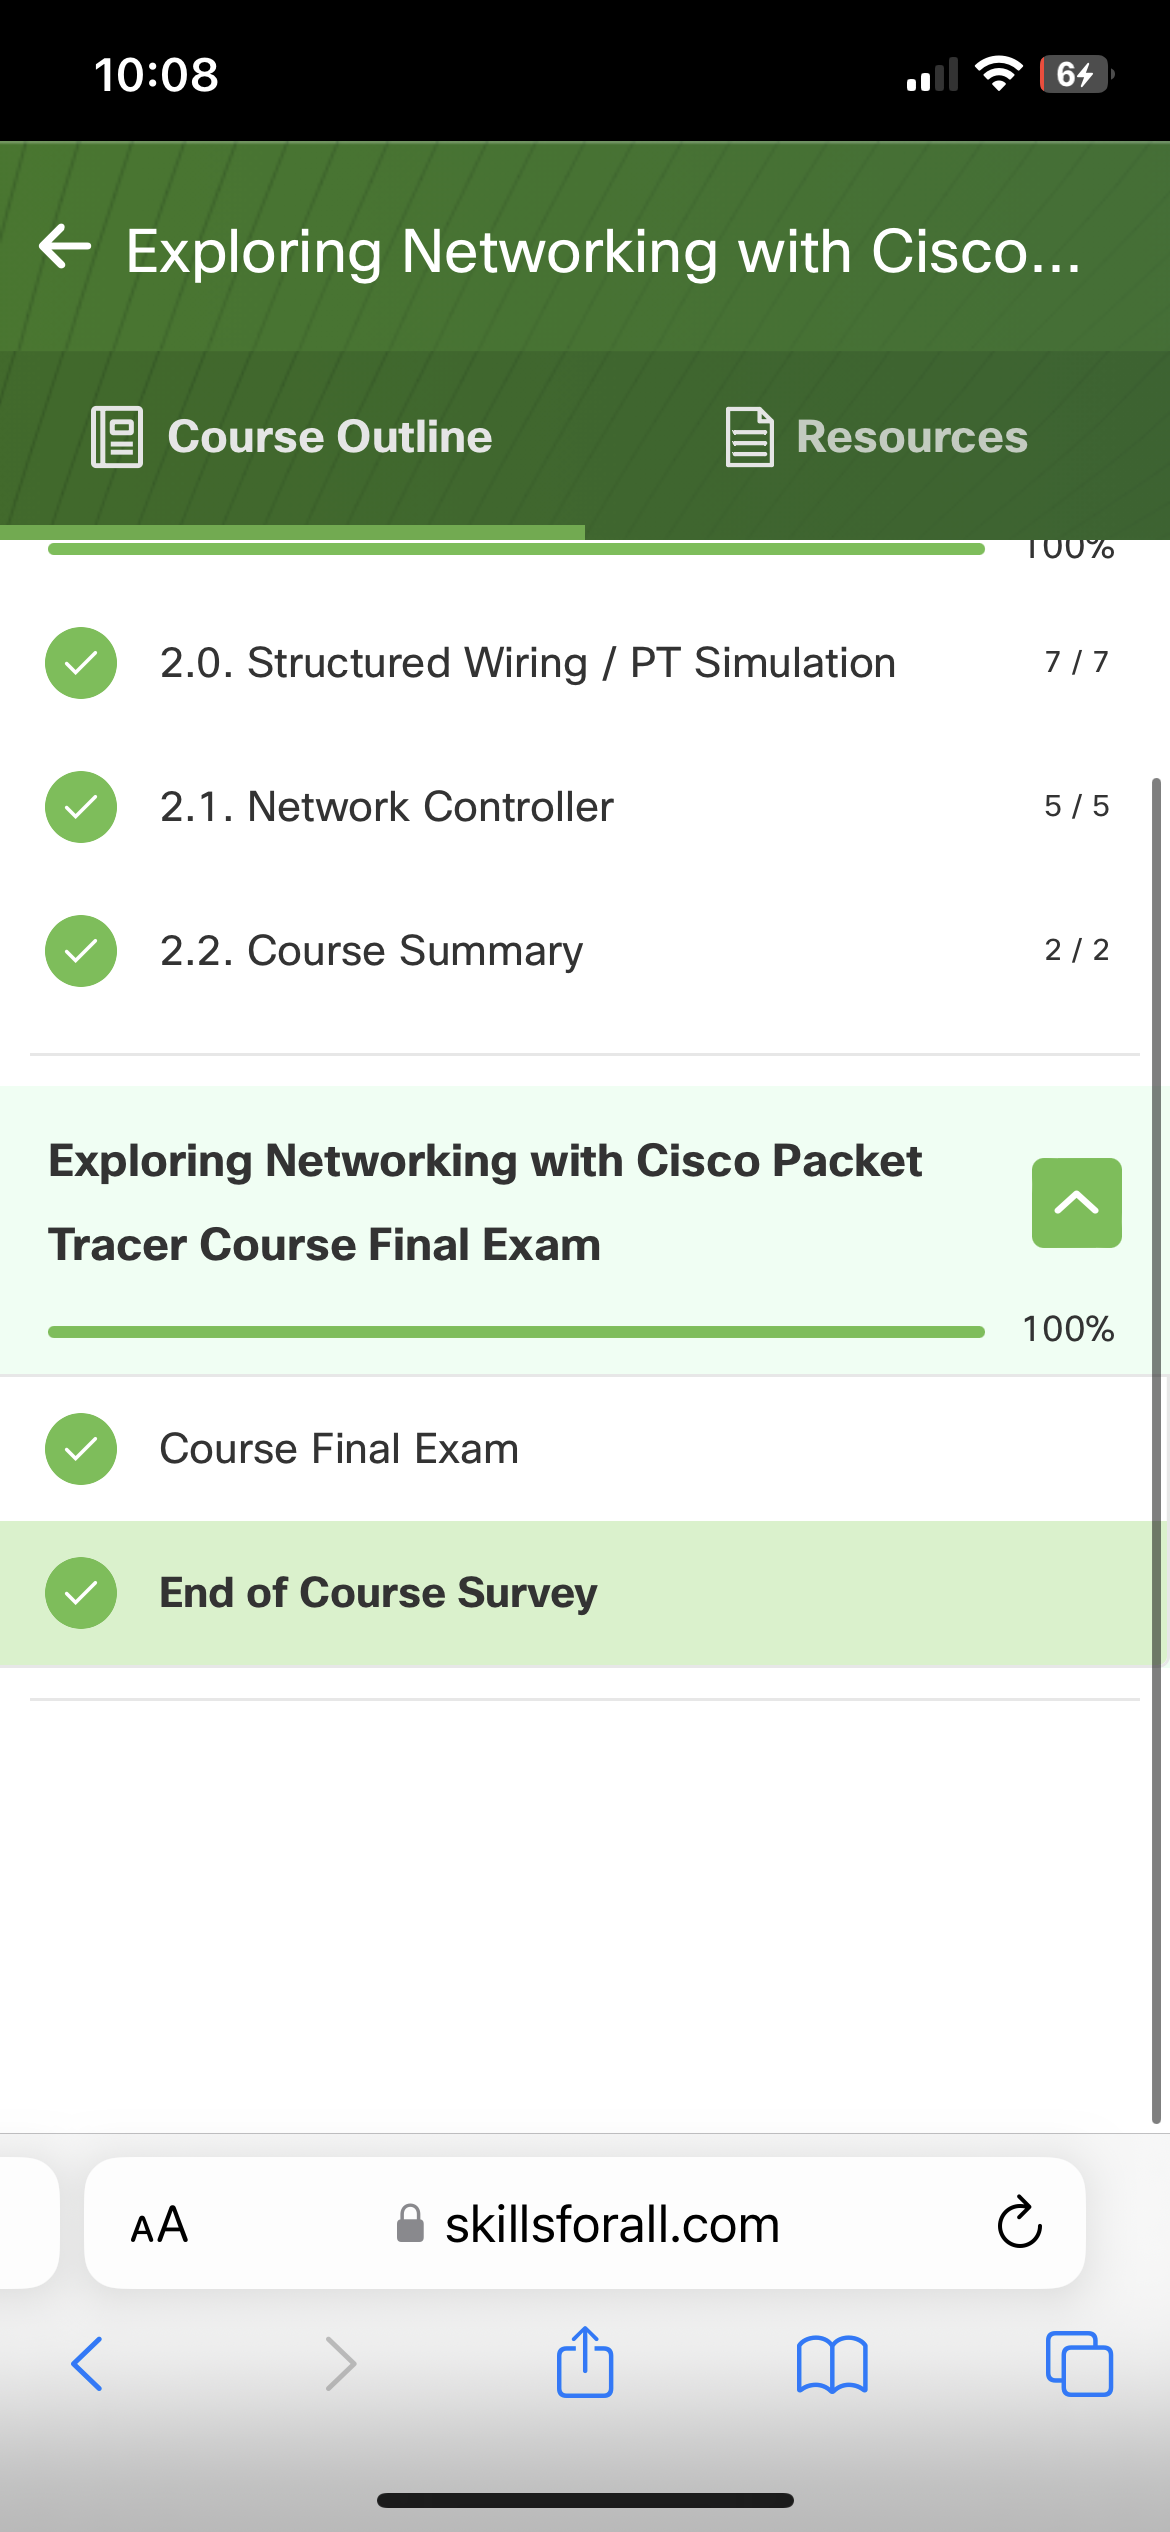 10:08
6
Exploring Networking with Cisco...
Course Outline
Resources
100%
2.0. Structured Wiring / PT Simulation
7 / 7
2.1. Network Controller
5 / 5
2.2. Course Summary
2 / 2
Exploring Networking with Cisco Packet
Tracer Course Final Exam
100%
Course Final Exam
End of Course Survey
AA
skillsforall.com